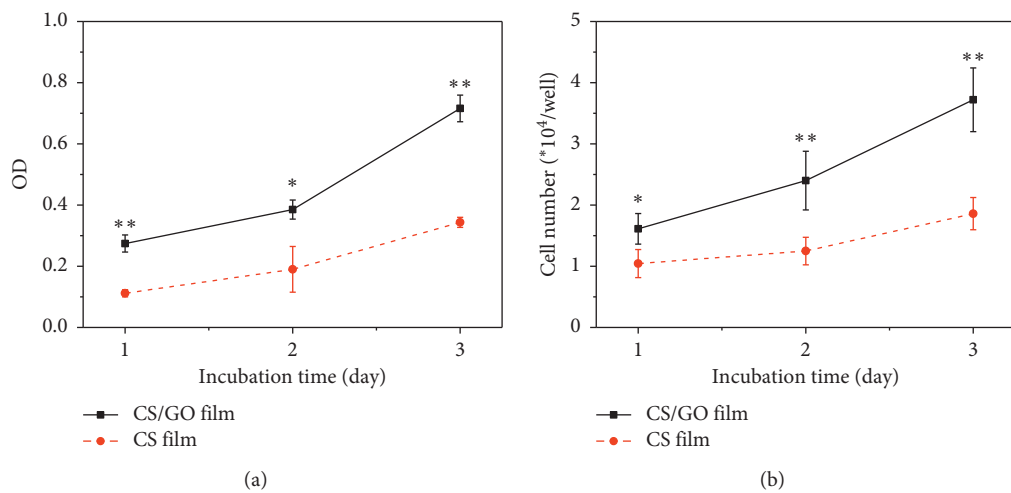 1.0
0.8
0.6
0.4
0.2
0.0
OD
**
*
**
1 2 3
Incubation time (day)
CS/GO film
CS film
(a)
5
4
3
2
1
0
Cell number (*10^4/well)
*
**
**
1 2 3
Incubation time (day)
CS/GO film
CS film
(b)